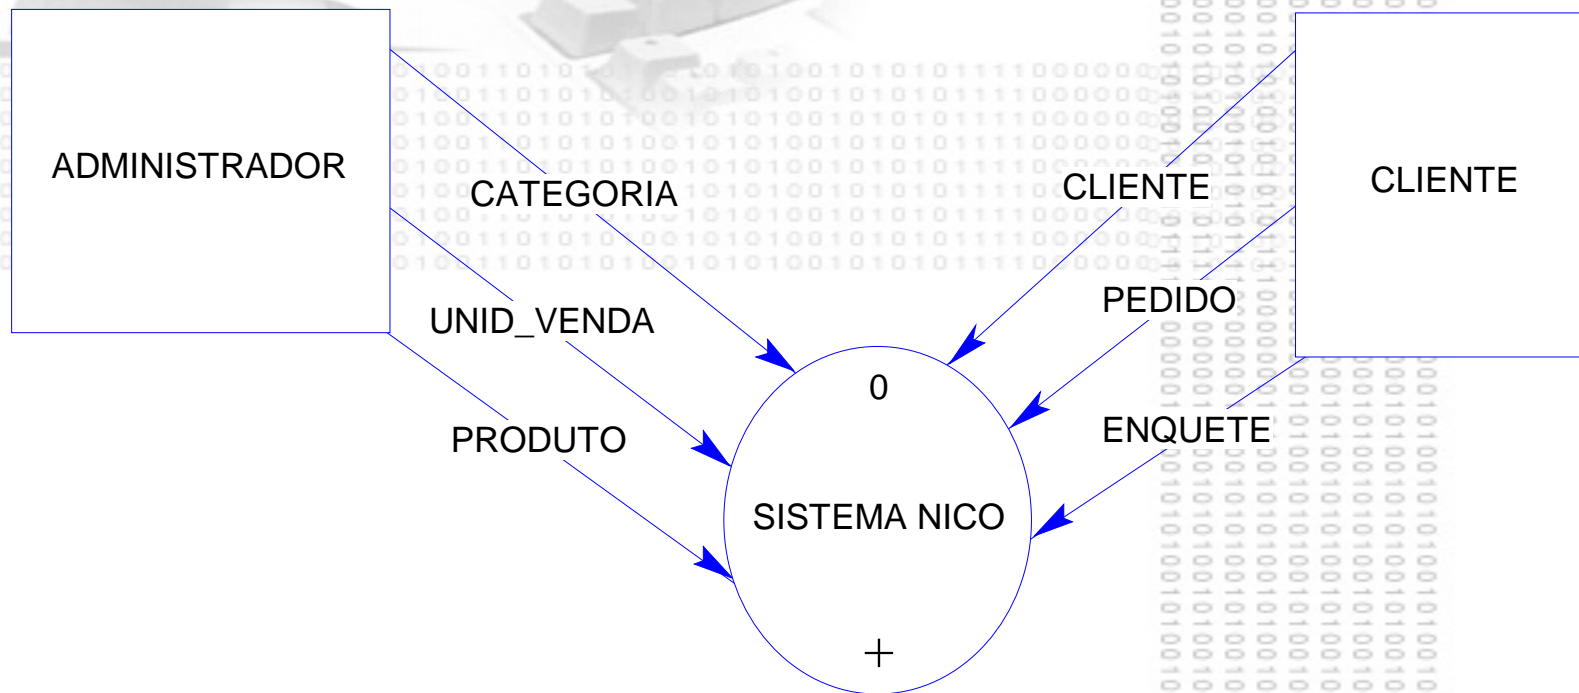 ADMINISTRADOR
CLIENTE
CATEGORIA
CLIENTE
UNID_VENDA
PEDIDO
PRODUTO
ENQUETE
0
SISTEMA NICO
+